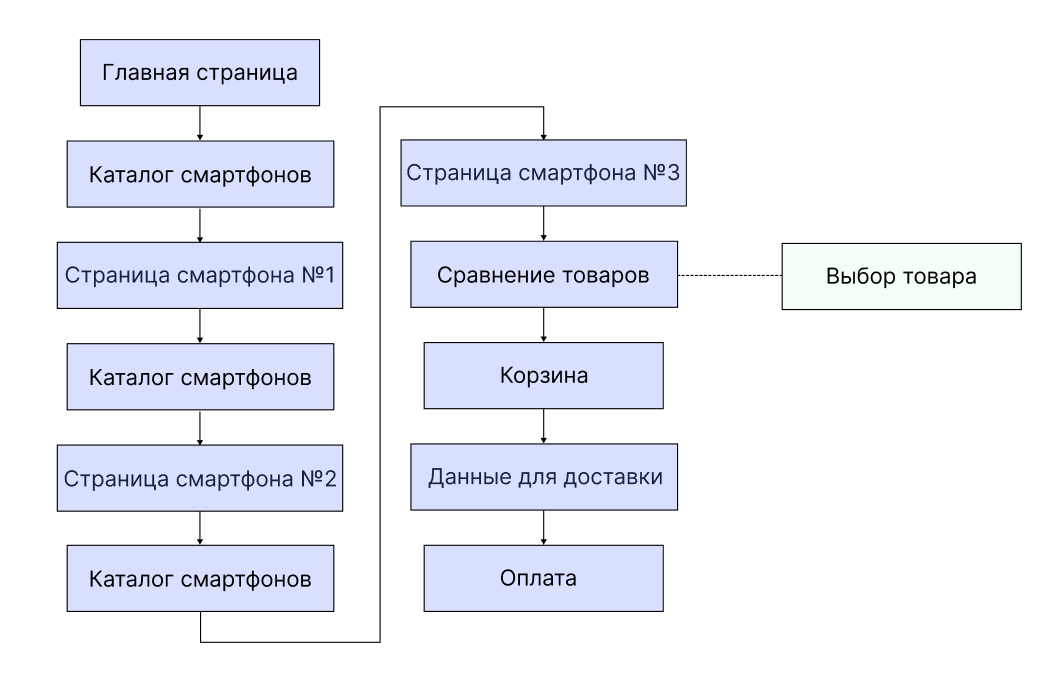 Главная страница
Каталог смартфонов
Страница смартфона №1
Каталог смартфонов
Страница смартфона №2
Каталог смартфонов
Страница смартфона №3
Сравнение товаров
Выбор товара
Корзина
Данные для доставки
Оплата